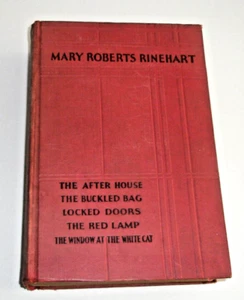 MARY ROBERTS RINEHART
THE AFTER HOUSE
THE BUCKLED BAG
LOCKED DOORS
THE RED LAMP
THE WINDOW AT THE WHITE CAT